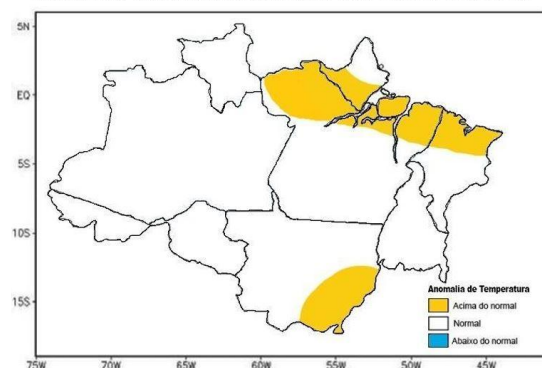 5N
EQ
5S
10S
15S
75W 70W 65W 60W 55W 50W 45W
Anomalia de Temperatura
Acima do normal
Normal
Abaixo do normal